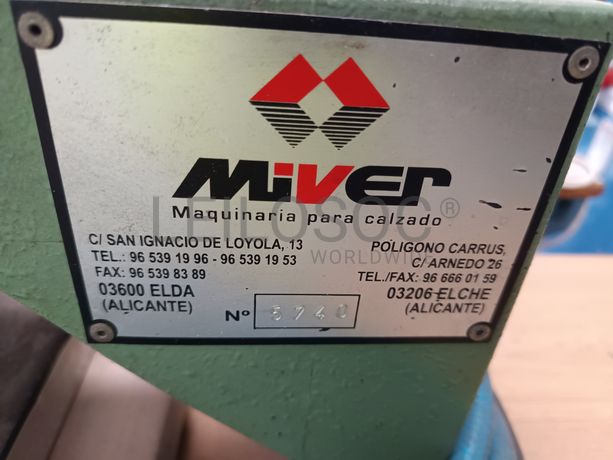 MiVer
Maquinaria para calzado
LEILOSOC®
WORLDWIDE
C/ SAN IGNACIO DE LOYOLA, 13
TEL.: 96 539 19 96 - 96 539 19 53
FAX: 96 539 83 89
03600 ELDA
(ALICANTE)
POLIGONO CARRUS,
C/ ARNEDO 26
TEL./FAX: 96 666 01 59
03206 ELCHE
(ALICANTE)
Nº